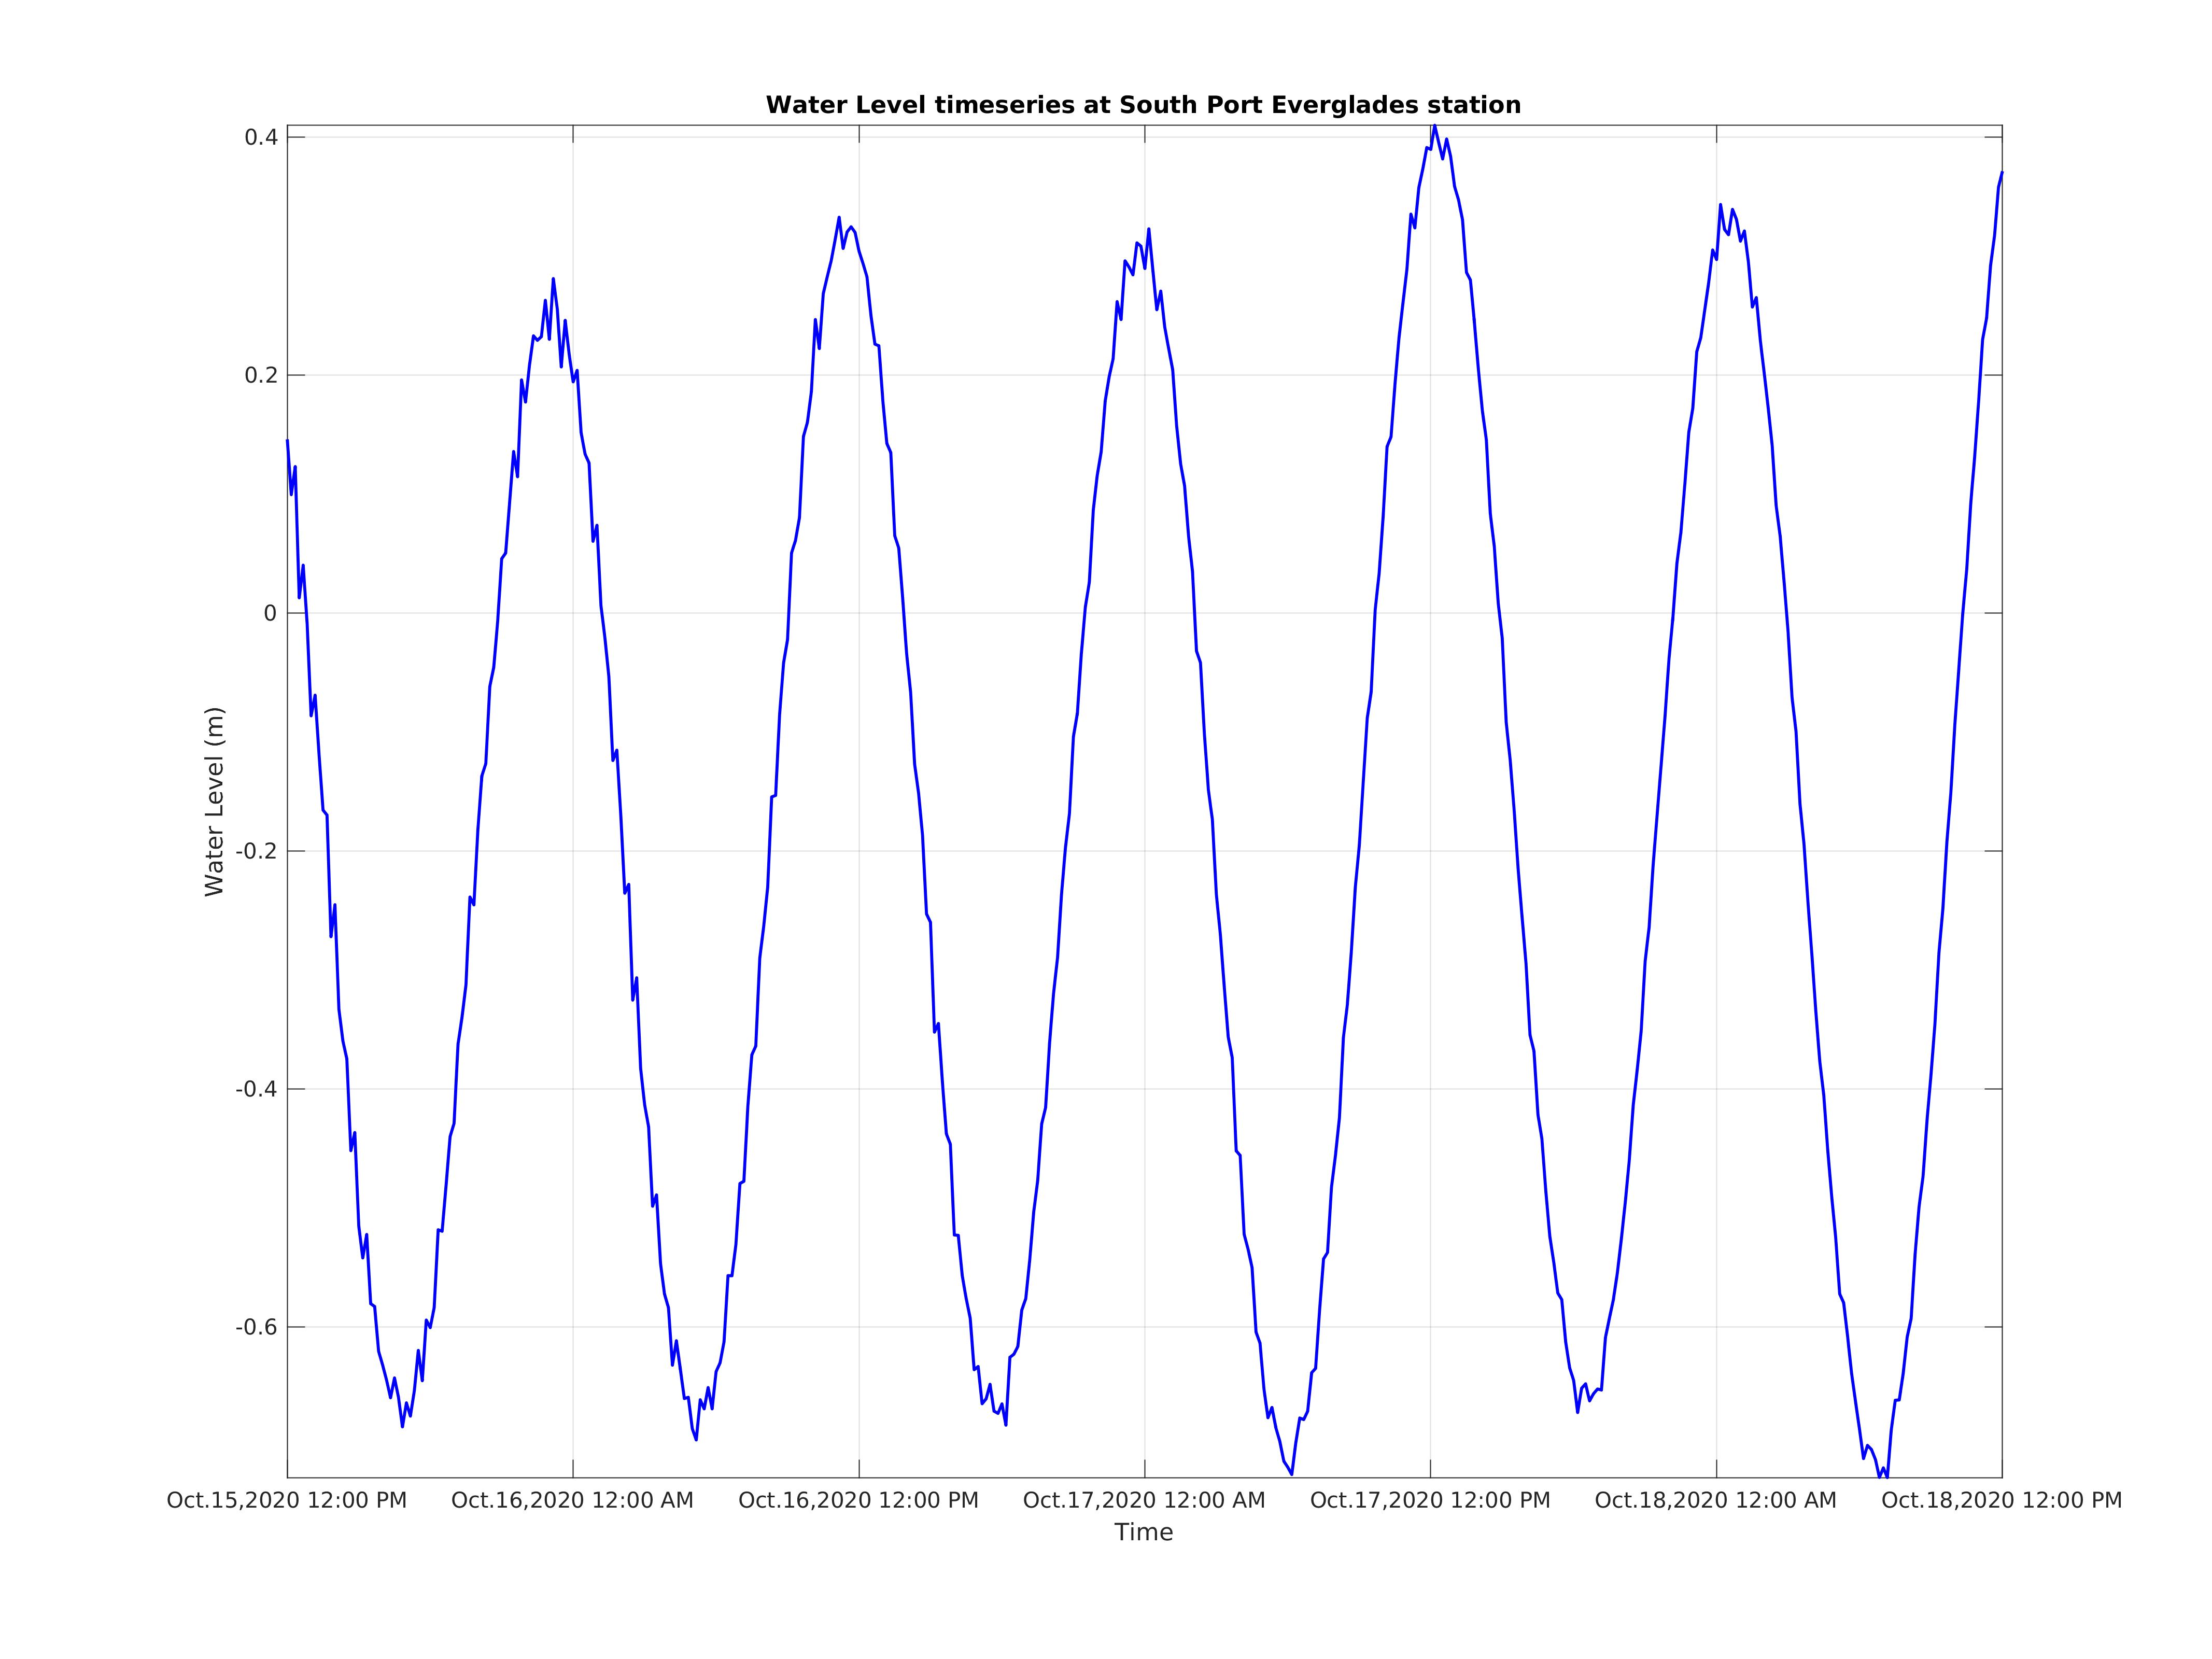 Water Level timeseries at South Port Everglades station
0.4
0.2
0
-0.2
-0.4
-0.6
Water Level (m)
Oct.15,2020 12:00 PM Oct.16,2020 12:00 AM Oct.16,2020 12:00 PM Oct.17,2020 12:00 AM Oct.17,2020 12:00 PM Oct.18,2020 12:00 AM Oct.18,2020 12:00 PM
Time